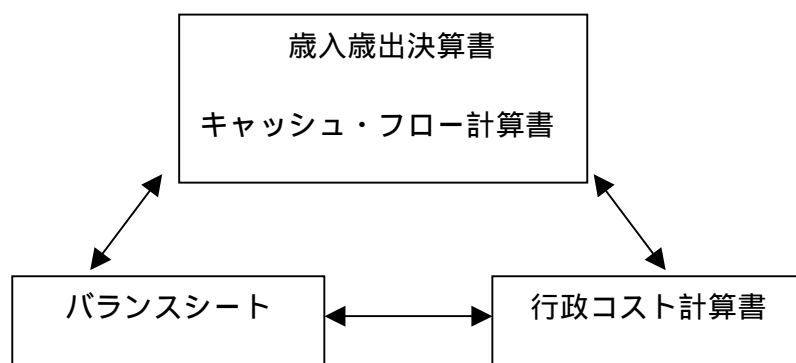 歳入歳出決算書
キャッシュ・フロー計算書
バランスシート
行政コスト計算書